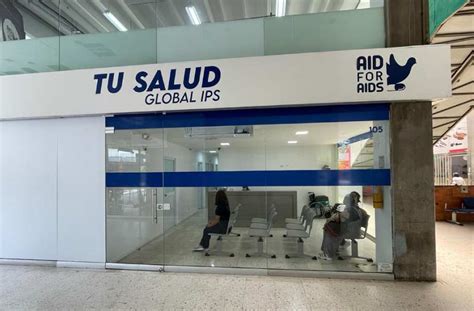 TU SALUD
GLOBAL IPS
AID
FOR
AIDS
105